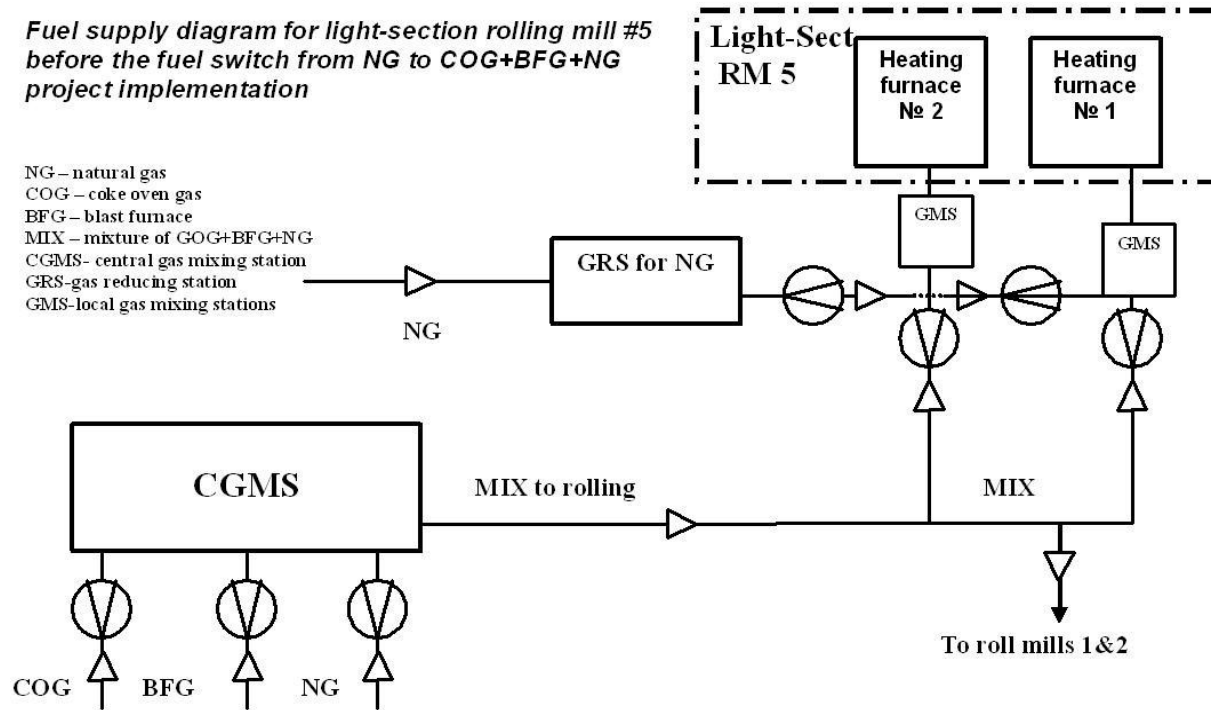 Fuel supply diagram for light-section rolling mill #5
before the fuel switch from NG to COG+BFG+NG
project implementation
Light-Sect
RM 5
Heating
furnace
№ 2
Heating
furnace
№ 1
NG – natural gas
COG – coke oven gas
BFG – blast furnace
MIX – mixture of GOG+BFG+NG
CGMS- central gas mixing station
GRS-gas reducing station
GMS-local gas mixing stations
GMS
GMS
GRS for NG
NG
CGMS
MIX to rolling
MIX
To roll mills 1&2
COG
BFG
NG